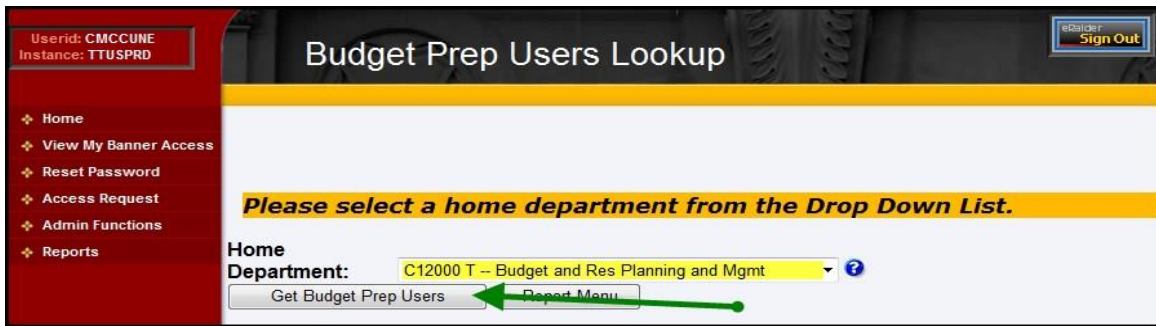 Userid: CMCCUNE
Instance: TTUSPRD
Budget Prep Users Lookup
eRaider
Sign Out
Home
View My Banner Access
Reset Password
Access Request
Admin Functions
Reports
Please select a home department from the Drop Down List.
Home
Department:
C12000 T -- Budget and Res Planning and Mgmt
Get Budget Prep Users
Report Menu